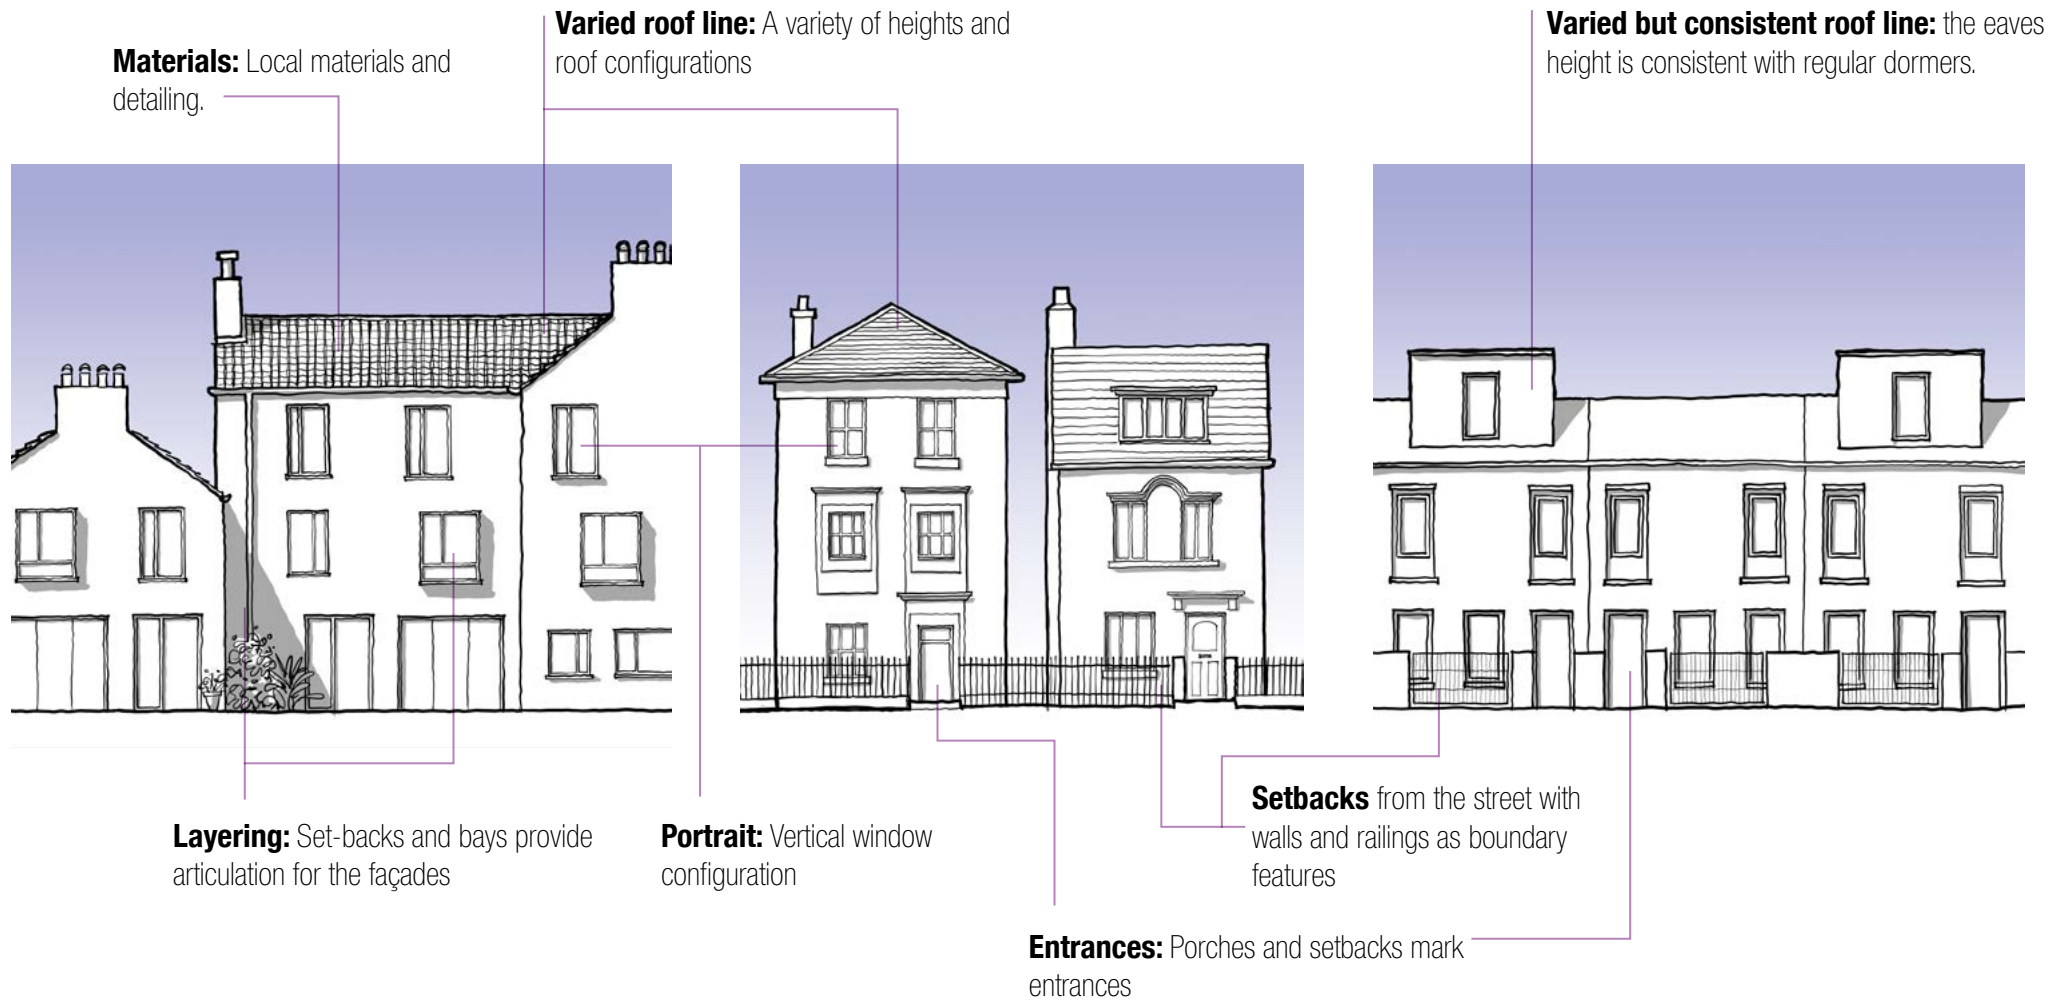 Materials: Local materials and
detailing.
Varied roof line: A variety of heights and
roof configurations
Varied but consistent roof line: the eaves
height is consistent with regular dormers.
Layering: Set-backs and bays provide
articulation for the façades
Portrait: Vertical window
configuration
Setbacks from the street with
walls and railings as boundary
features
Entrances: Porches and setbacks mark
entrances